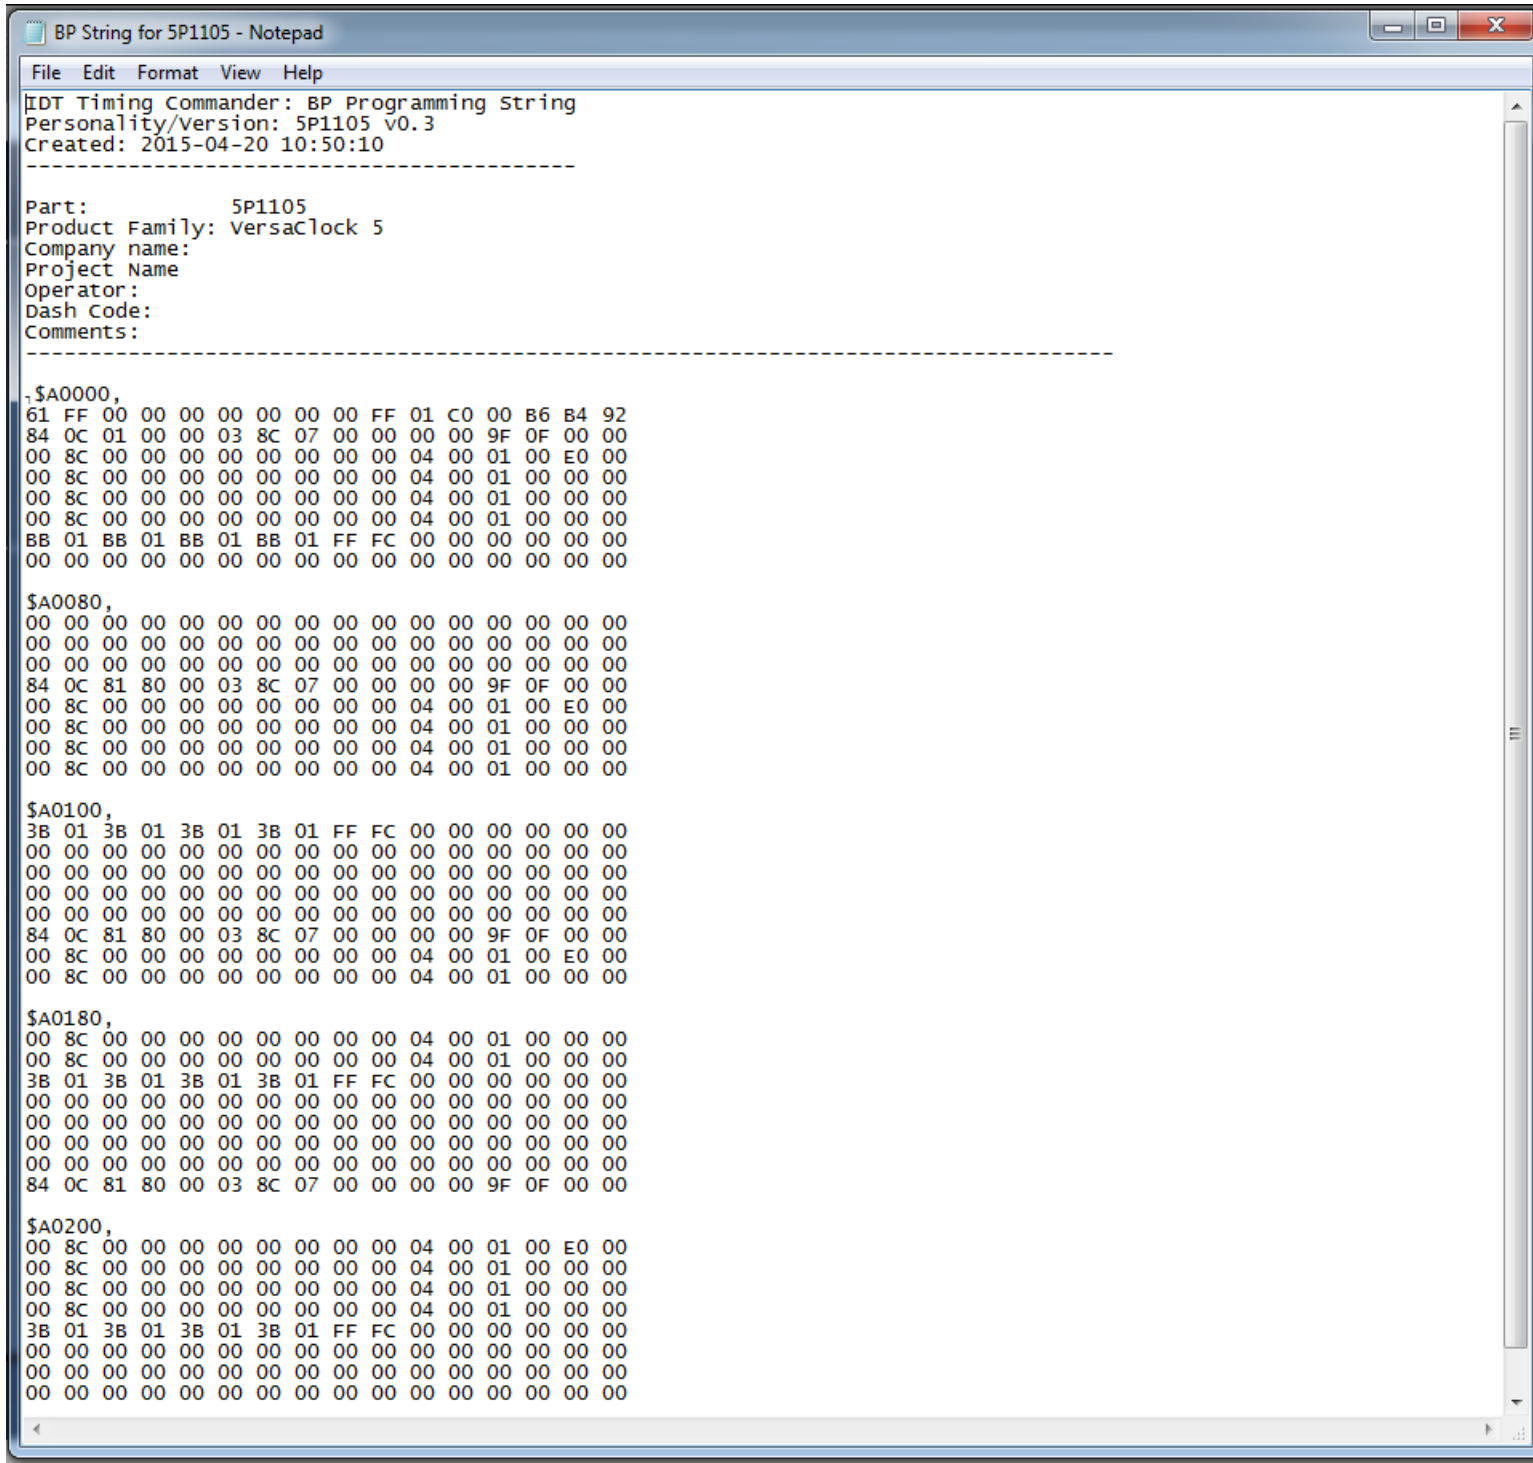 BP String for 5P1105 - Notepad
File Edit Format View Help
IDT Timing Commander: BP Programming String
Personality/Version: 5P1105 v0.3
Created: 2015-04-20 10:50:10
-------------------------------------------
Part: 5P1105
Product Family: VersaClock 5
Company name:
Project Name
Operator:
Dash Code:
Comments:
-------------------------------------------------------------------------------------
┐$A0000,
61 FF 00 00 00 00 00 00 00 FF 01 C0 00 B6 B4 92
84 0C 01 00 00 03 8C 07 00 00 00 00 9F 0F 00 00
00 8C 00 00 00 00 00 00 00 00 04 00 01 00 E0 00
00 8C 00 00 00 00 00 00 00 00 04 00 01 00 00 00
00 8C 00 00 00 00 00 00 00 00 04 00 01 00 00 00
00 8C 00 00 00 00 00 00 00 00 04 00 01 00 00 00
BB 01 BB 01 BB 01 BB 01 FF FC 00 00 00 00 00 00
00 00 00 00 00 00 00 00 00 00 00 00 00 00 00 00
$A0080,
00 00 00 00 00 00 00 00 00 00 00 00 00 00 00 00
00 00 00 00 00 00 00 00 00 00 00 00 00 00 00 00
00 00 00 00 00 00 00 00 00 00 00 00 00 00 00 00
84 0C 81 80 00 03 8C 07 00 00 00 00 9F 0F 00 00
00 8C 00 00 00 00 00 00 00 00 04 00 01 00 E0 00
00 8C 00 00 00 00 00 00 00 00 04 00 01 00 00 00
00 8C 00 00 00 00 00 00 00 00 04 00 01 00 00 00
00 8C 00 00 00 00 00 00 00 00 04 00 01 00 00 00
$A0100,
3B 01 3B 01 3B 01 3B 01 FF FC 00 00 00 00 00 00
00 00 00 00 00 00 00 00 00 00 00 00 00 00 00 00
00 00 00 00 00 00 00 00 00 00 00 00 00 00 00 00
00 00 00 00 00 00 00 00 00 00 00 00 00 00 00 00
00 00 00 00 00 00 00 00 00 00 00 00 00 00 00 00
84 0C 81 80 00 03 8C 07 00 00 00 00 9F 0F 00 00
00 8C 00 00 00 00 00 00 00 00 04 00 01 00 E0 00
00 8C 00 00 00 00 00 00 00 00 04 00 01 00 00 00
$A0180,
00 8C 00 00 00 00 00 00 00 00 04 00 01 00 00 00
00 8C 00 00 00 00 00 00 00 00 04 00 01 00 00 00
3B 01 3B 01 3B 01 3B 01 FF FC 00 00 00 00 00 00
00 00 00 00 00 00 00 00 00 00 00 00 00 00 00 00
00 00 00 00 00 00 00 00 00 00 00 00 00 00 00 00
00 00 00 00 00 00 00 00 00 00 00 00 00 00 00 00
00 00 00 00 00 00 00 00 00 00 00 00 00 00 00 00
84 0C 81 80 00 03 8C 07 00 00 00 00 9F 0F 00 00
$A0200,
00 8C 00 00 00 00 00 00 00 00 04 00 01 00 E0 00
00 8C 00 00 00 00 00 00 00 00 04 00 01 00 00 00
00 8C 00 00 00 00 00 00 00 00 04 00 01 00 00 00
00 8C 00 00 00 00 00 00 00 00 04 00 01 00 00 00
3B 01 3B 01 3B 01 3B 01 FF FC 00 00 00 00 00 00
00 00 00 00 00 00 00 00 00 00 00 00 00 00 00 00
00 00 00 00 00 00 00 00 00 00 00 00 00 00 00 00
00 00 00 00 00 00 00 00 00 00 00 00 00 00 00 00